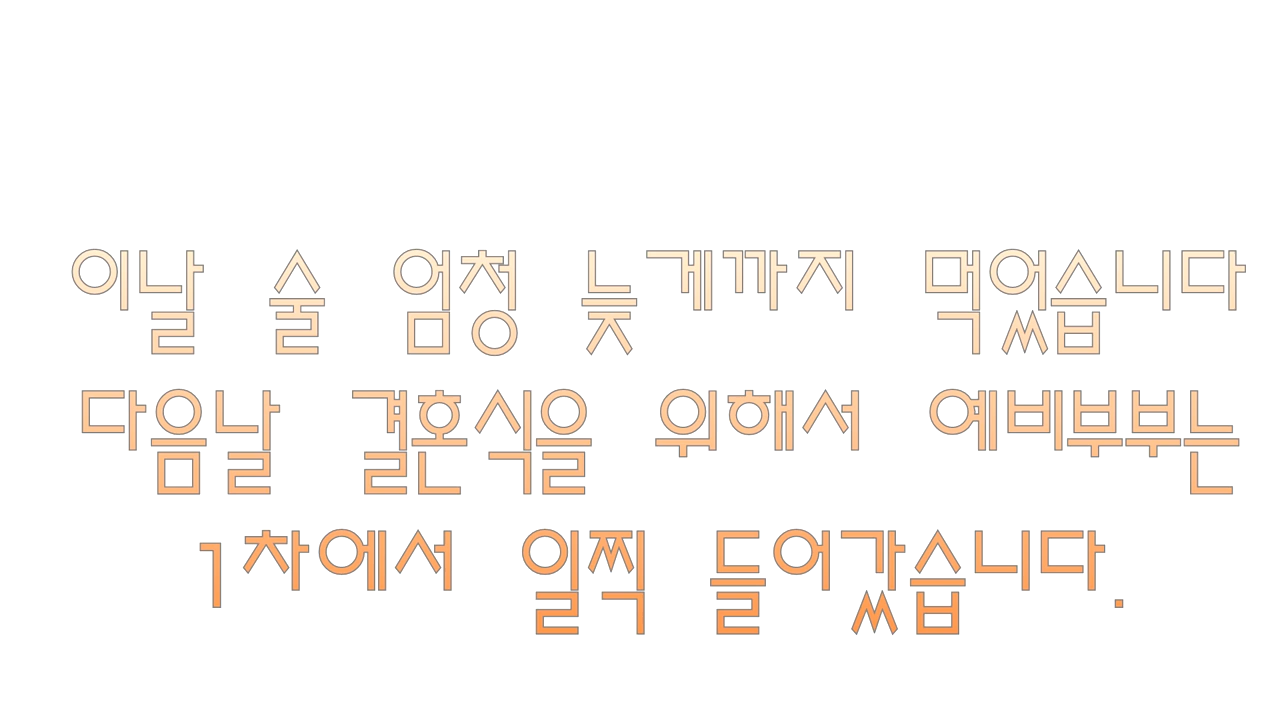 이날 술 엄청 늦게까지 먹었습니다
다음날 결혼식을 위해서 예비부부는
1차에서 일찍 들어갔습니다.